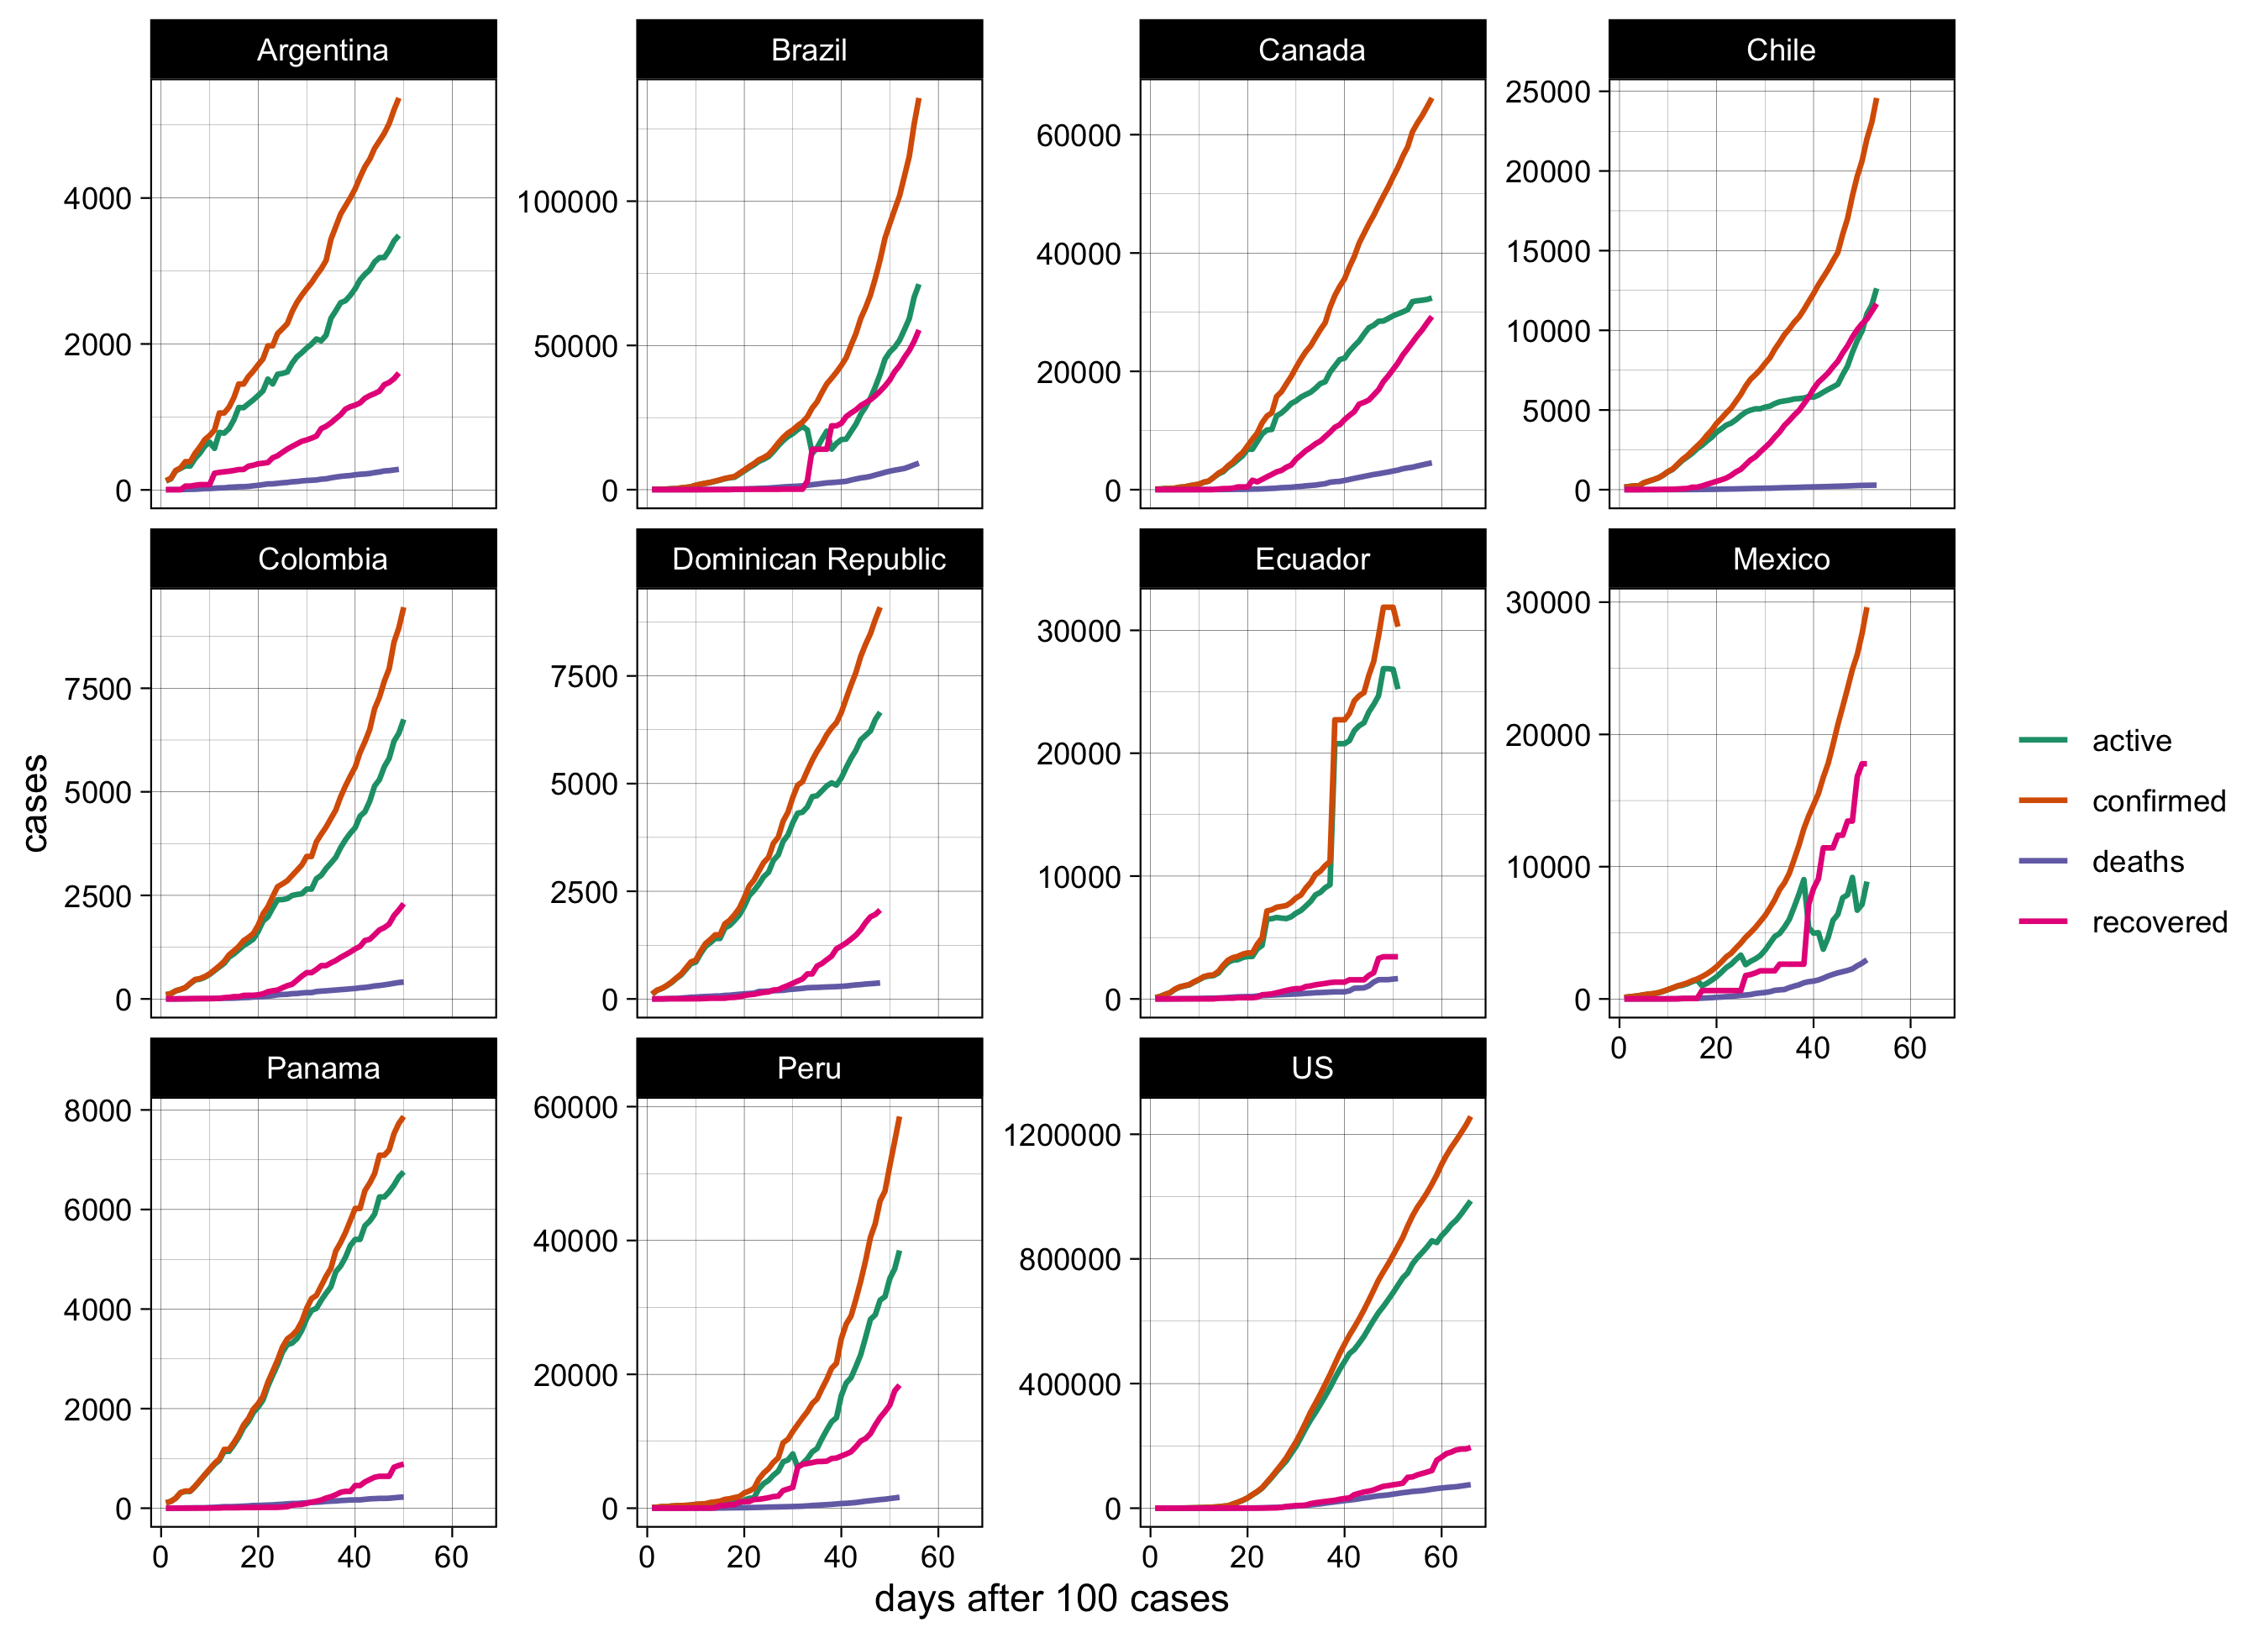 Argentina
Brazil
Canada
Chile
4000
2000
0
100000
50000
0
60000
40000
20000
0
25000
20000
15000
10000
5000
0
Colombia
Dominican Republic
Ecuador
Mexico
7500
5000
2500
0
7500
5000
2500
0
30000
20000
10000
0
30000
20000
10000
0
0 20 40 60
Panama
Peru
US
8000
6000
4000
2000
0
0 20 40 60
60000
40000
20000
0
0 20 40 60
1200000
800000
400000
0
0 20 40 60
cases
days after 100 cases
active
confirmed
deaths
recovered